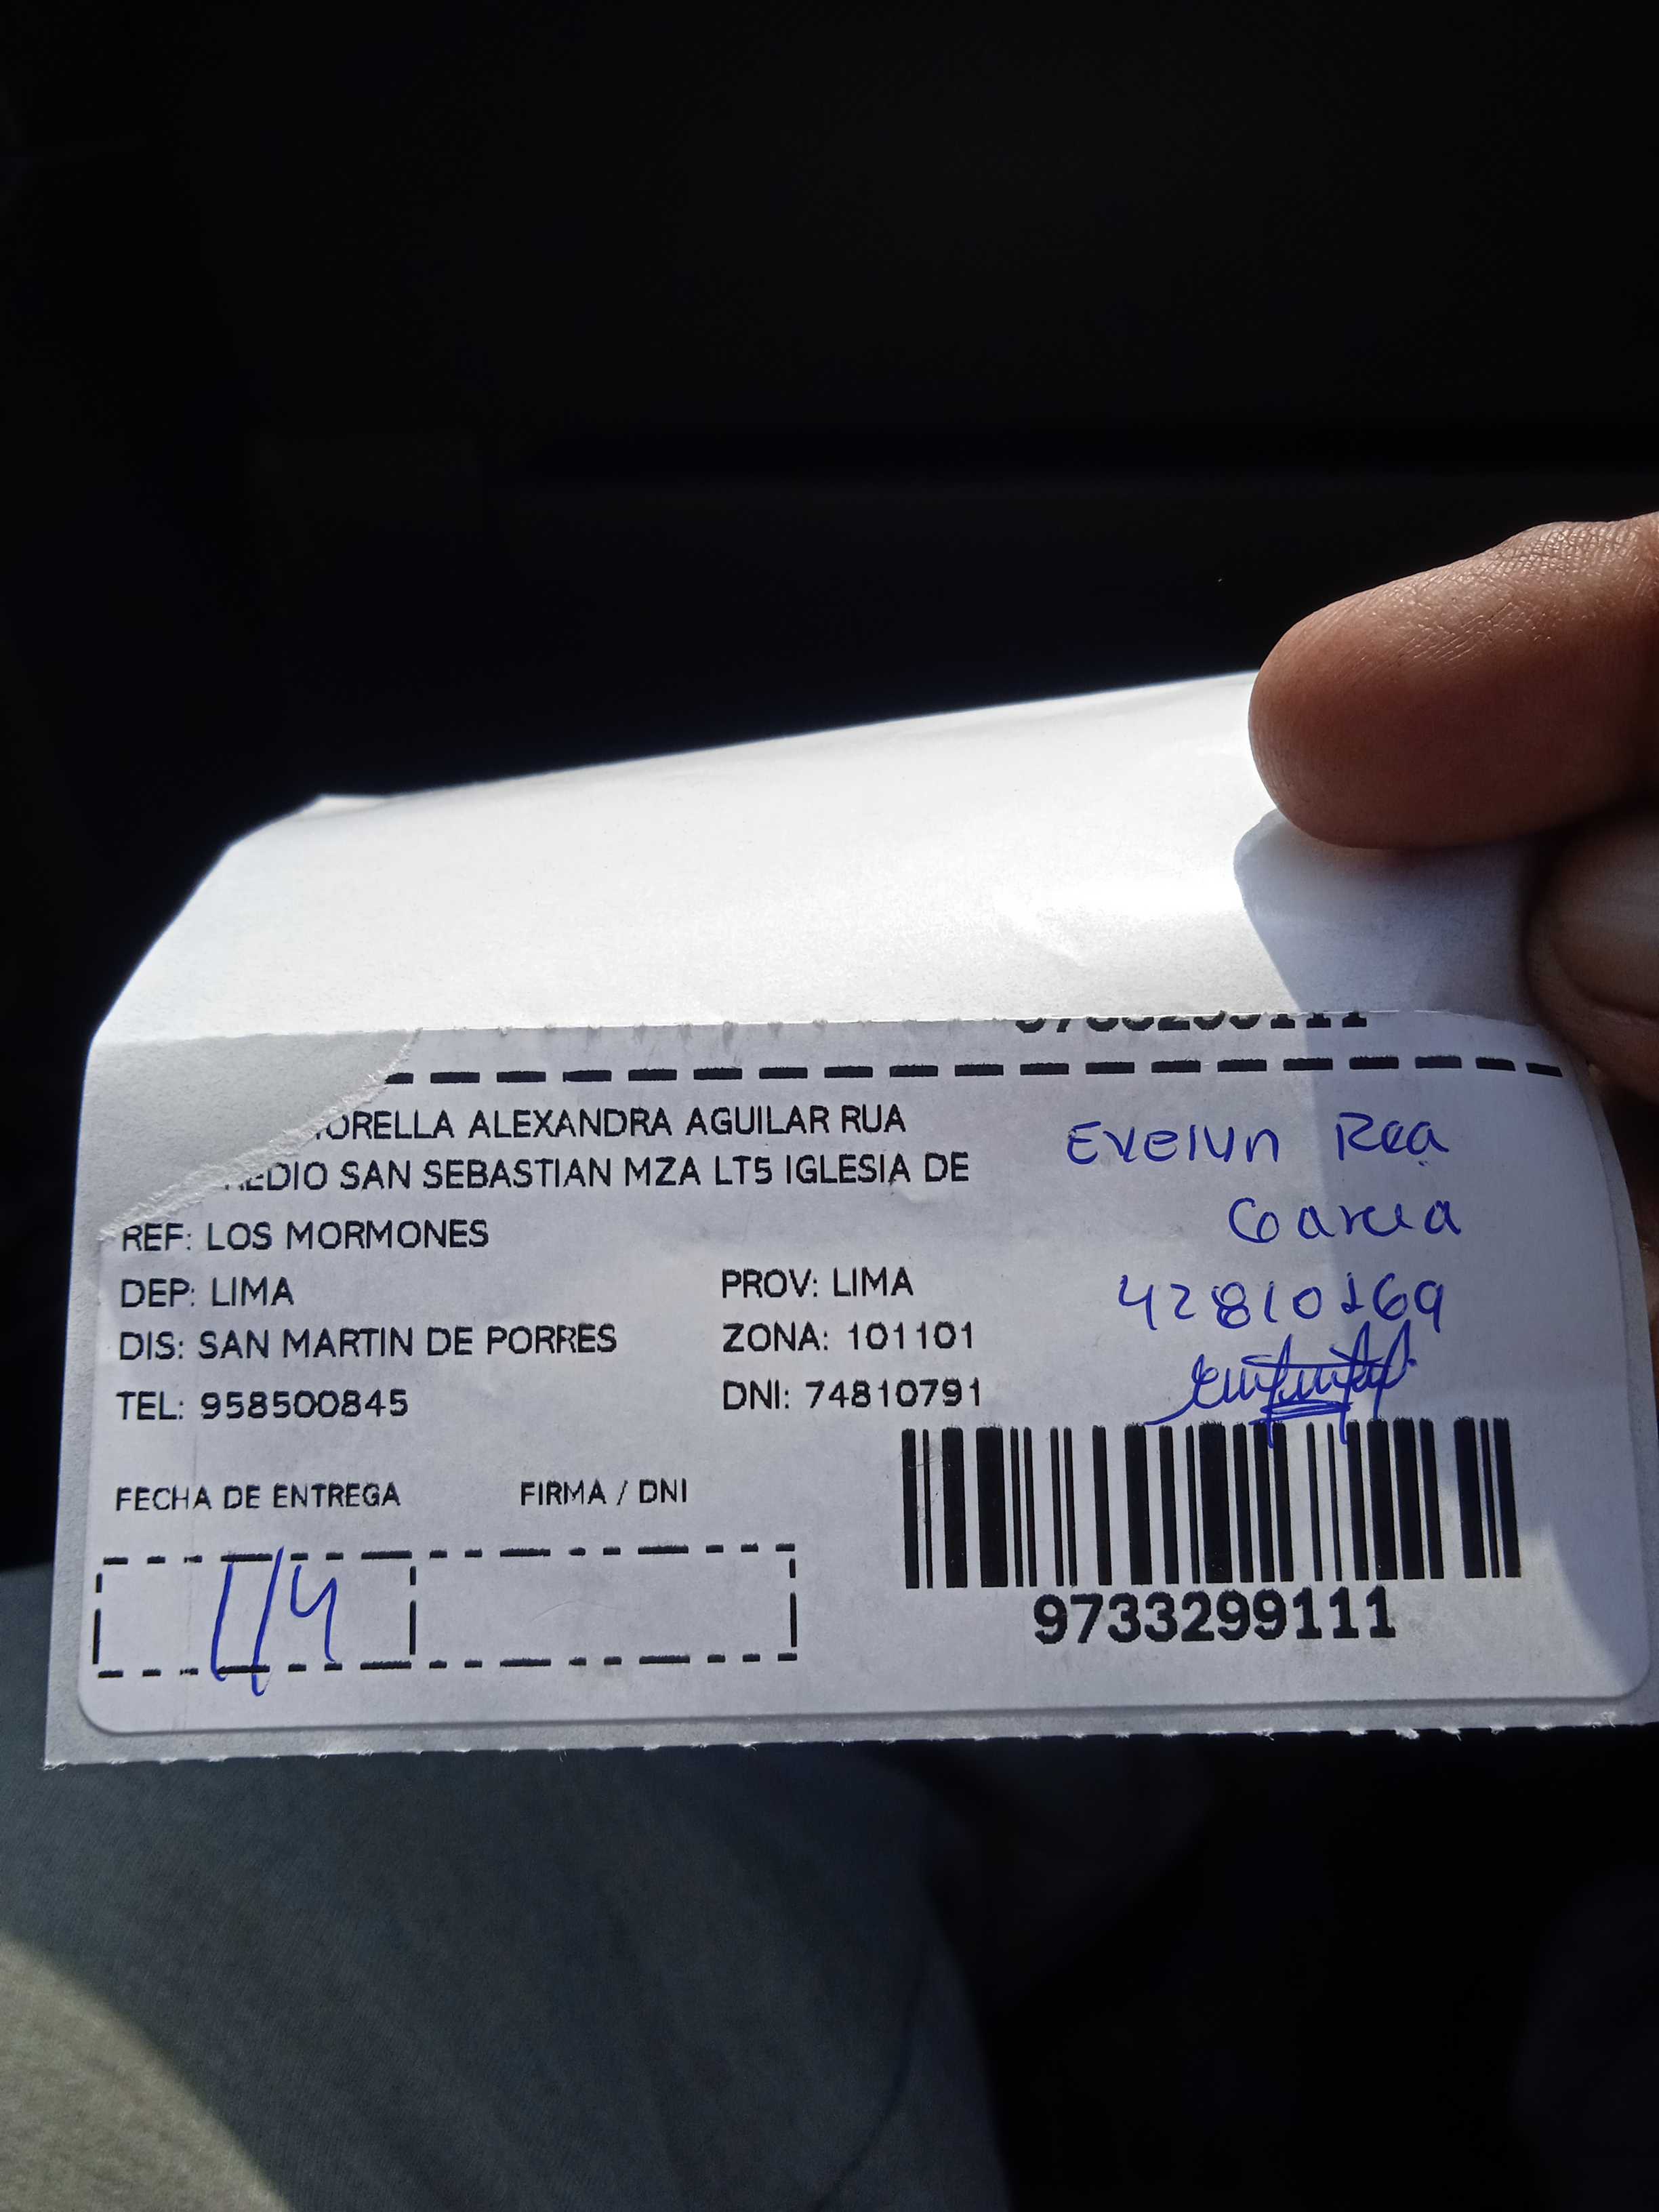 ORELLA ALEXANDRA AGUILAR RUA
EDIO SAN SEBASTIAN MZA LT5 IGLESIA DE
REF: LOS MORMONES
DEP: LIMA PROV: LIMA
DIS: SAN MARTIN DE PORRES ZONA: 101101
TEL: 958500845 DNI: 74810791
Evelyn Rea
Garcia
42810169
FECHA DE ENTREGA FIRMA / DNI
1/4
9733299111